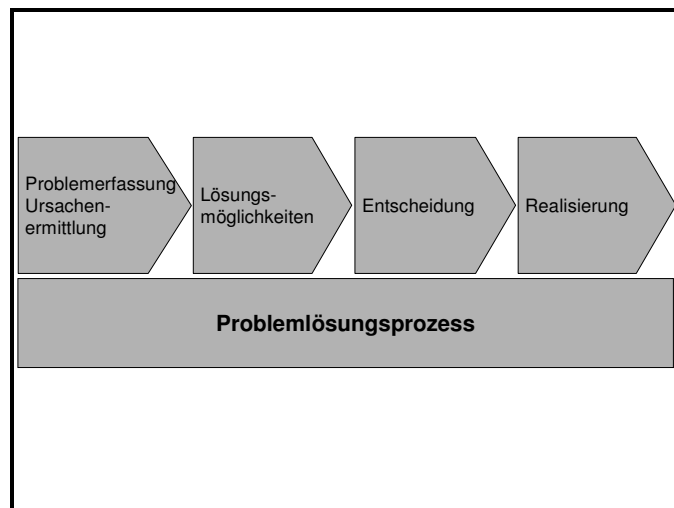 Problemerfassung
Ursachen-
ermittlung
Lösungs-
möglichkeiten
Entscheidung
Realisierung
Problemlösungsprozess